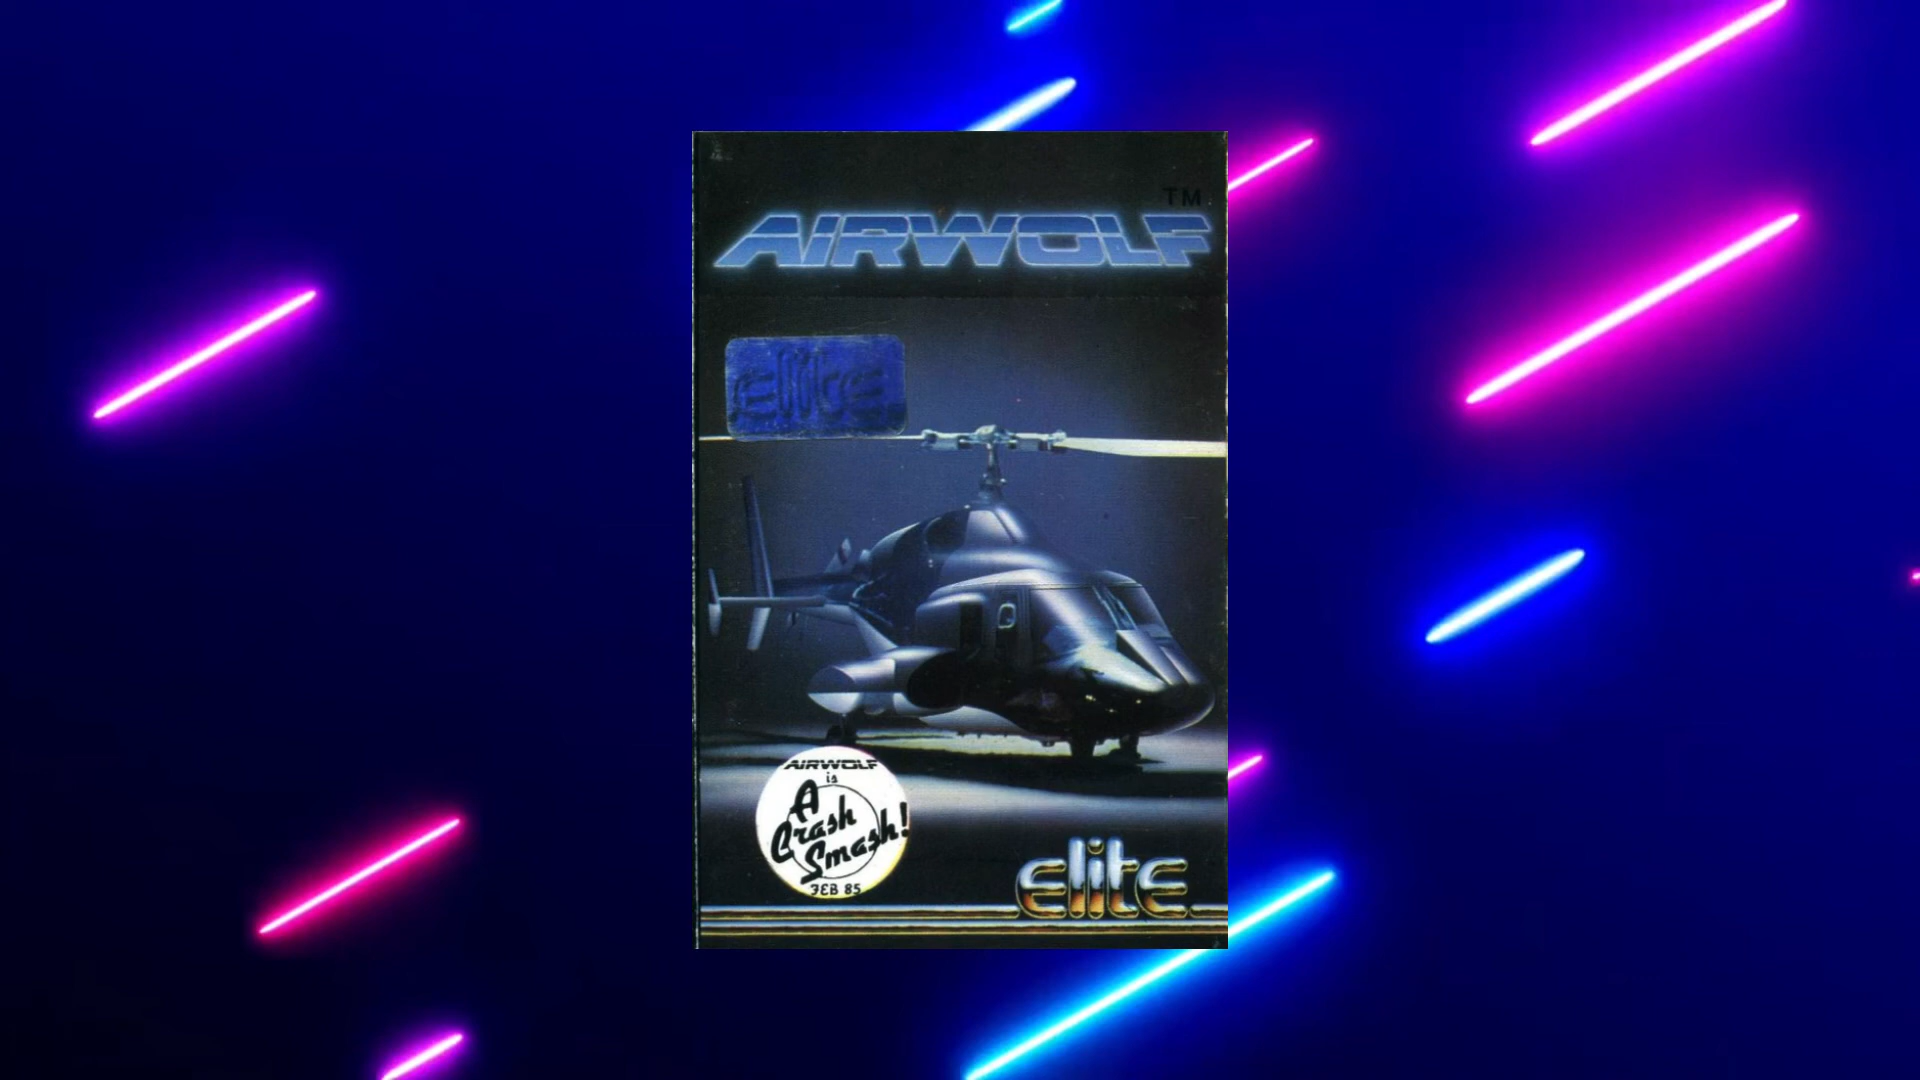 TM
AIRWOLF
elite
AIRWOLF
is
A
Crash
Smash!
FEB 85
elite